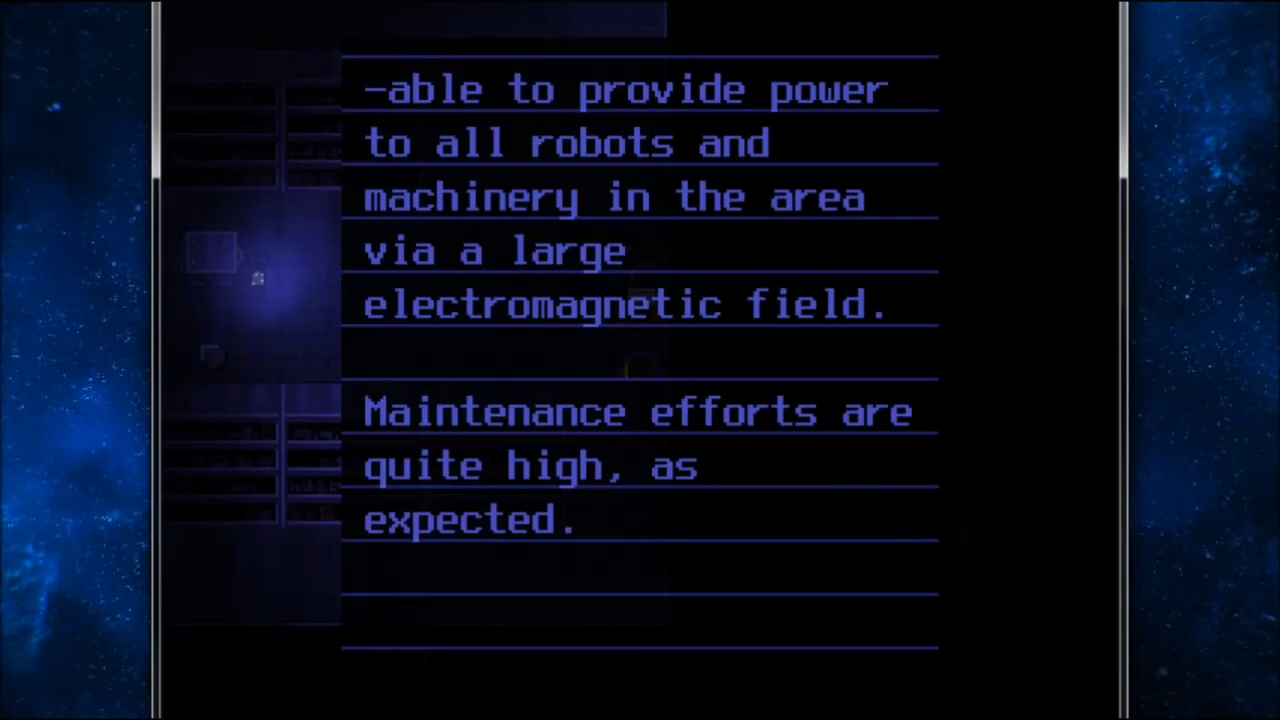 -able to provide power
to all robots and
machinery in the area
via a large
electromagnetic field.
Maintenance efforts are
quite high, as
expected.